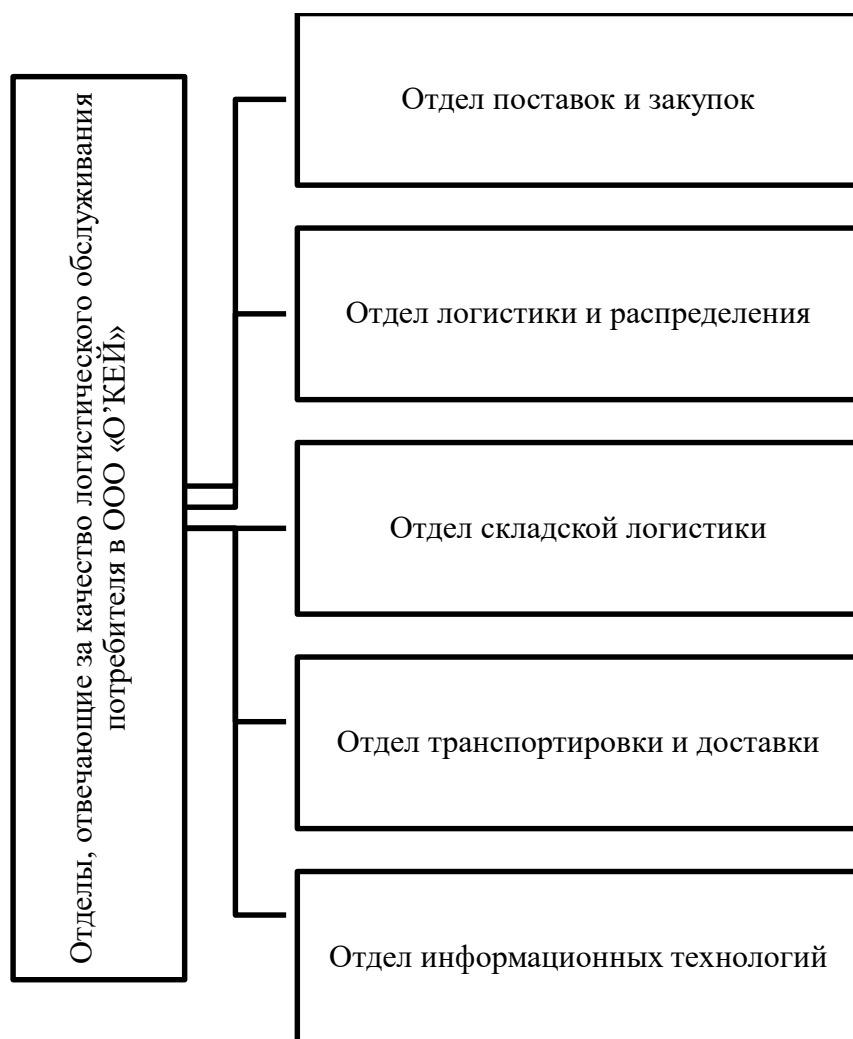 Отделы, отвечающие за качество логистического обслуживания
потребителя в ООО «О’КЕЙ»
Отдел поставок и закупок
Отдел логистики и распределения
Отдел складской логистики
Отдел транспортировки и доставки
Отдел информационных технологий